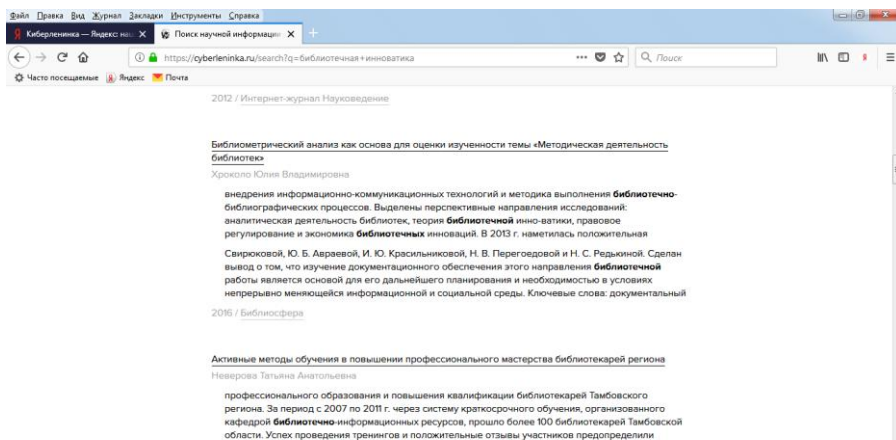 Файл Правка Вид Журнал Закладки Инструменты Справка
Киберленинка — Яндекс: наш
Поиск научной информации
https://cyberleninka.ru/search?q=библиотечная+инноватика
Поиск
Часто посещаемые Яндекс Почта
2012 / Интернет-журнал Науковедение
Библиометрический анализ как основа для оценки изученности темы «Методическая деятельность
библиотек»
Хроколо Юлия Владимировна
внедрения информационно-коммуникационных технологий и методика выполнения библиотечно-
библиографических процессов. Выделены перспективные направления исследований:
аналитическая деятельность библиотек, теория библиотечной инно-ватики, правовое
регулирование и экономика библиотечных инноваций. В 2013 г. наметилась положительная
Свирюковой, Ю. Б. Авраевой, И. Ю. Красильниковой, Н. В. Перегоедовой и Н. С. Редькиной. Сделан
вывод о том, что изучение документационного обеспечения этого направления библиотечной
работы является основой для его дальнейшего планирования и необходимостью в условиях
непрерывно меняющейся информационной и социальной среды. Ключевые слова: документальный
2016 / Библиосфера
Активные методы обучения в повышении профессионального мастерства библиотекарей региона
Неверова Татьяна Анатольевна
профессионального образования и повышения квалификации библиотекарей Тамбовского
региона. За период с 2007 по 2011 г. через систему краткосрочного обучения, организованного
кафедрой библиотечно-информационных ресурсов, прошло более 100 библиотекарей Тамбовской
области. Успех проведения тренингов и положительные отзывы участников предопределили